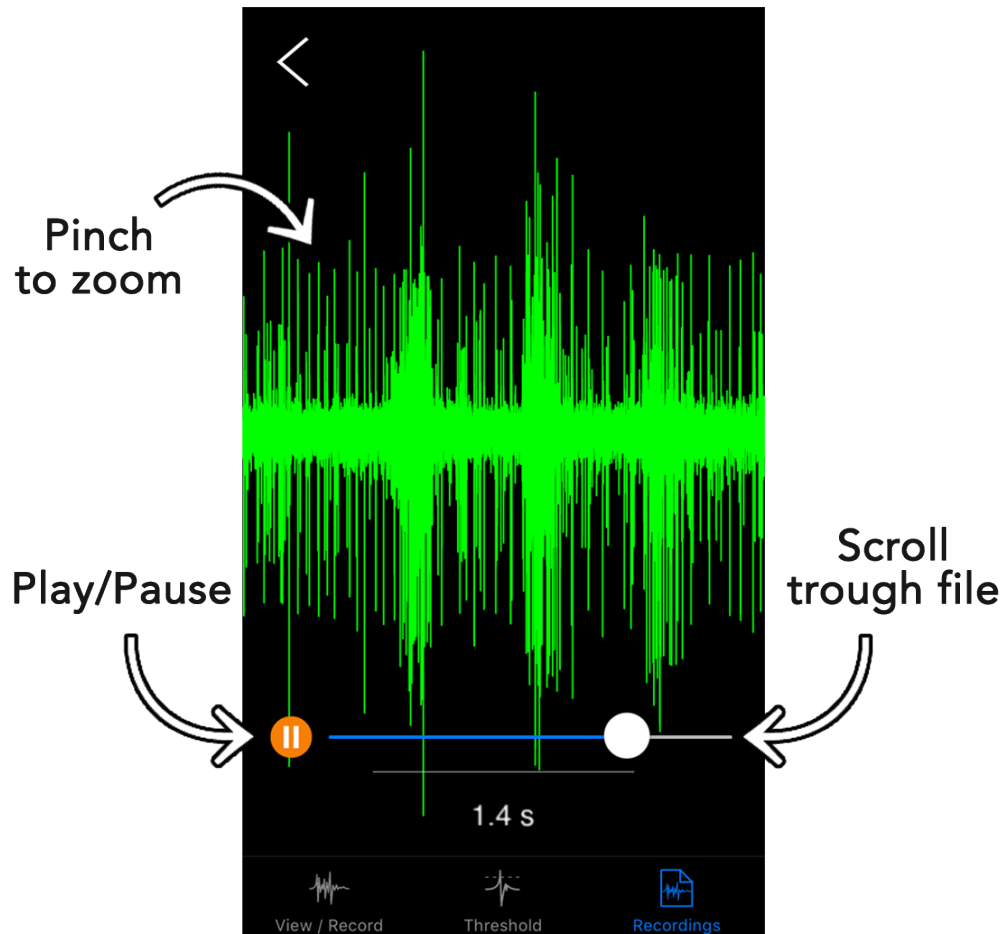 Pinch
to zoom
Scroll
trough file
Play/Pause
1.4 s
View / Record
Threshold
Recordings